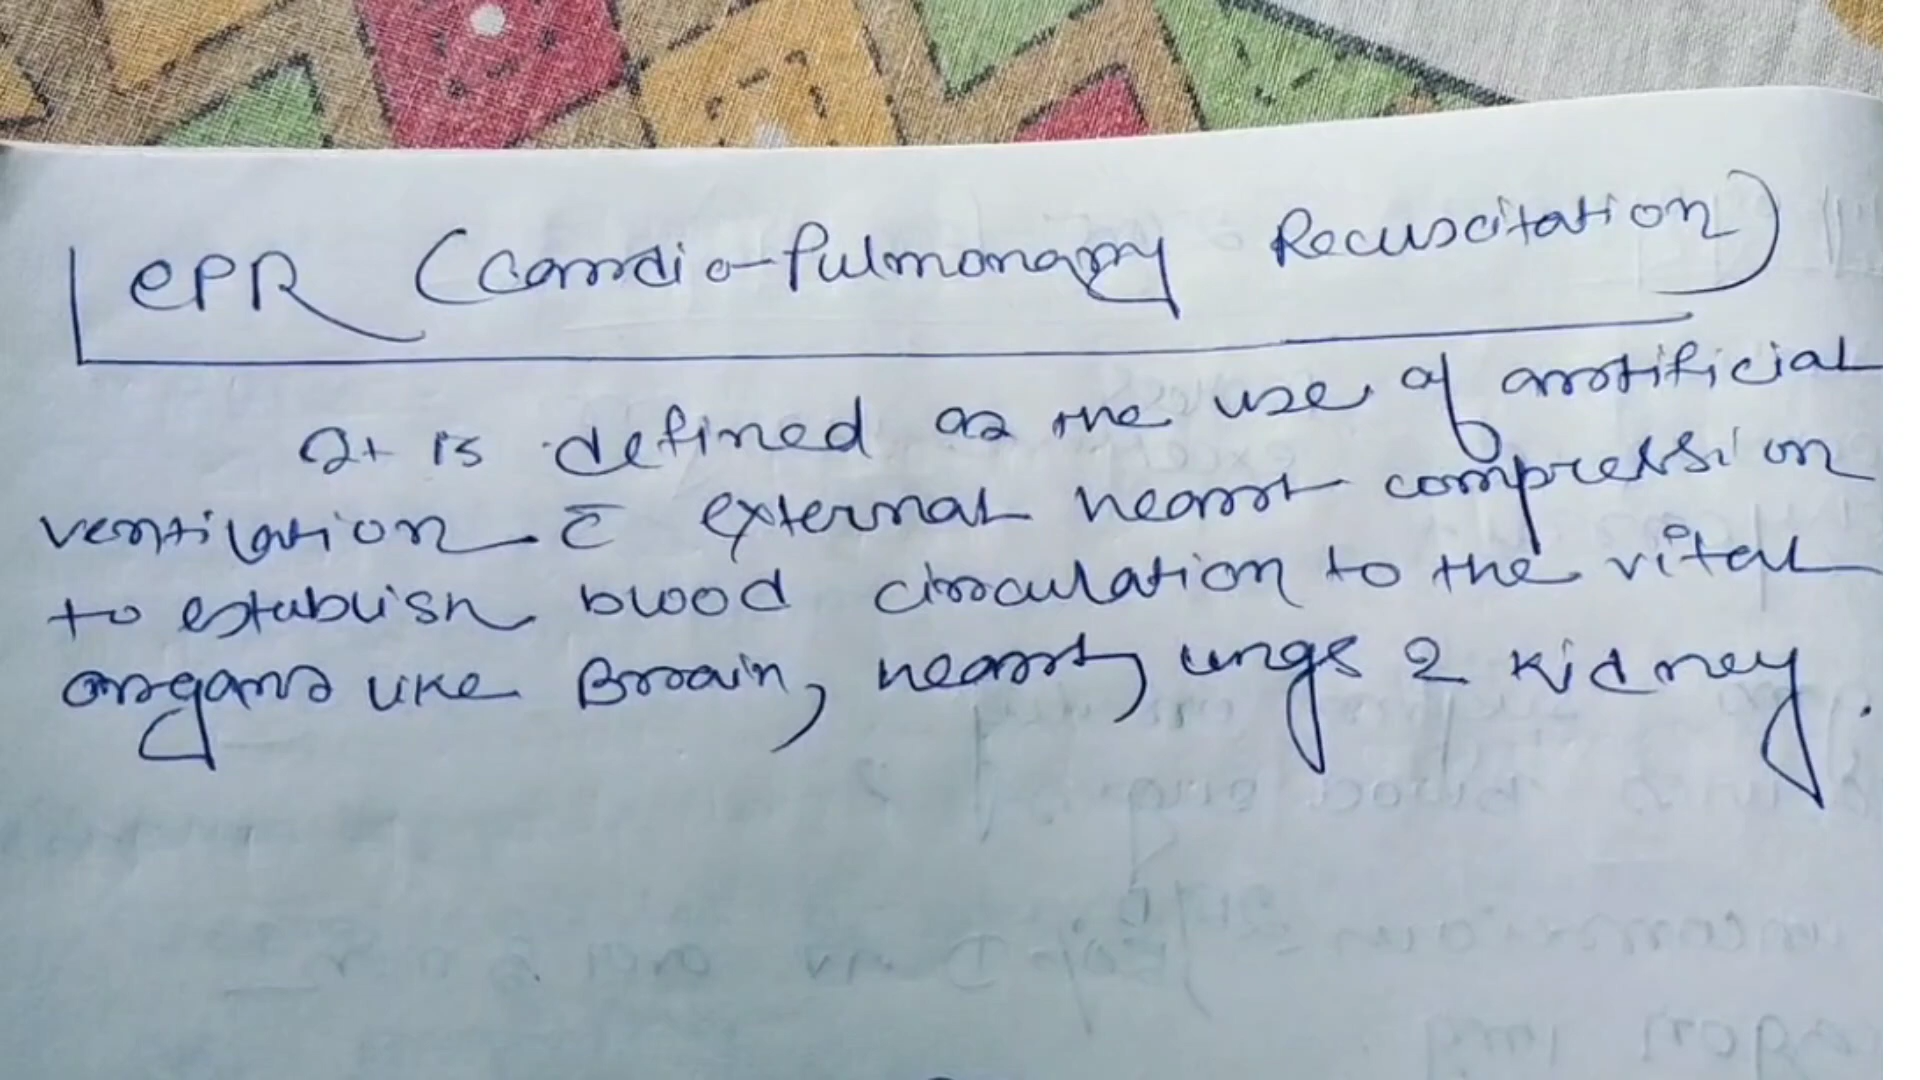 CPR (Cardio-Pulmonary Recuscitation)
It is defined as the use of artificial
ventilation c̅ external heart compression
to establish blood circulation to the vital
organs like Brain, heart, lungs & kidney.